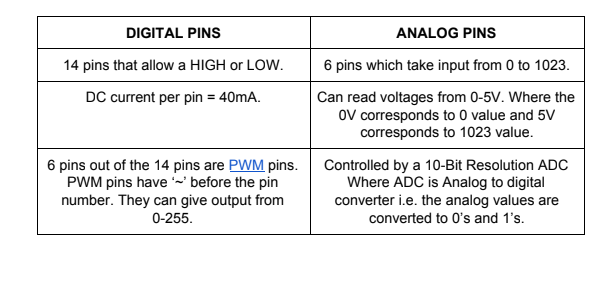 DIGITAL PINS
ANALOG PINS
14 pins that allow a HIGH or LOW.
6 pins which take input from 0 to 1023.
DC current per pin = 40mA.
Can read voltages from 0-5V. Where the
0V corresponds to 0 value and 5V
corresponds to 1023 value.
6 pins out of the 14 pins are PWM pins.
PWM pins have ‘~’ before the pin
number. They can give output from
0-255.
Controlled by a 10-Bit Resolution ADC
Where ADC is Analog to digital
converter i.e. the analog values are
converted to 0’s and 1’s.